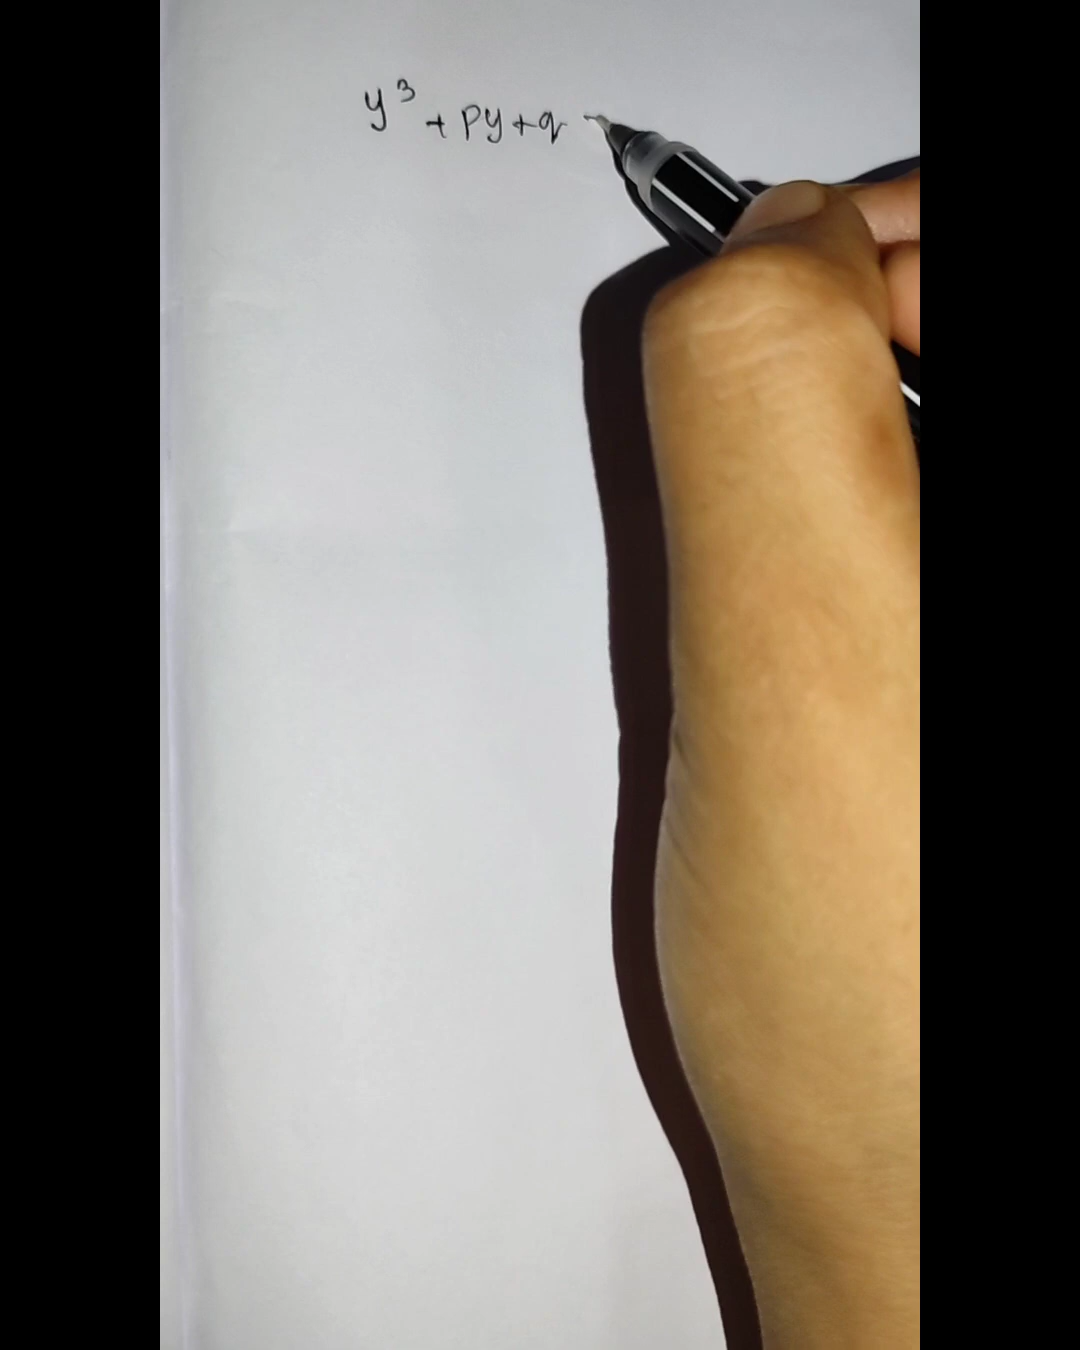 y³ + py + q -